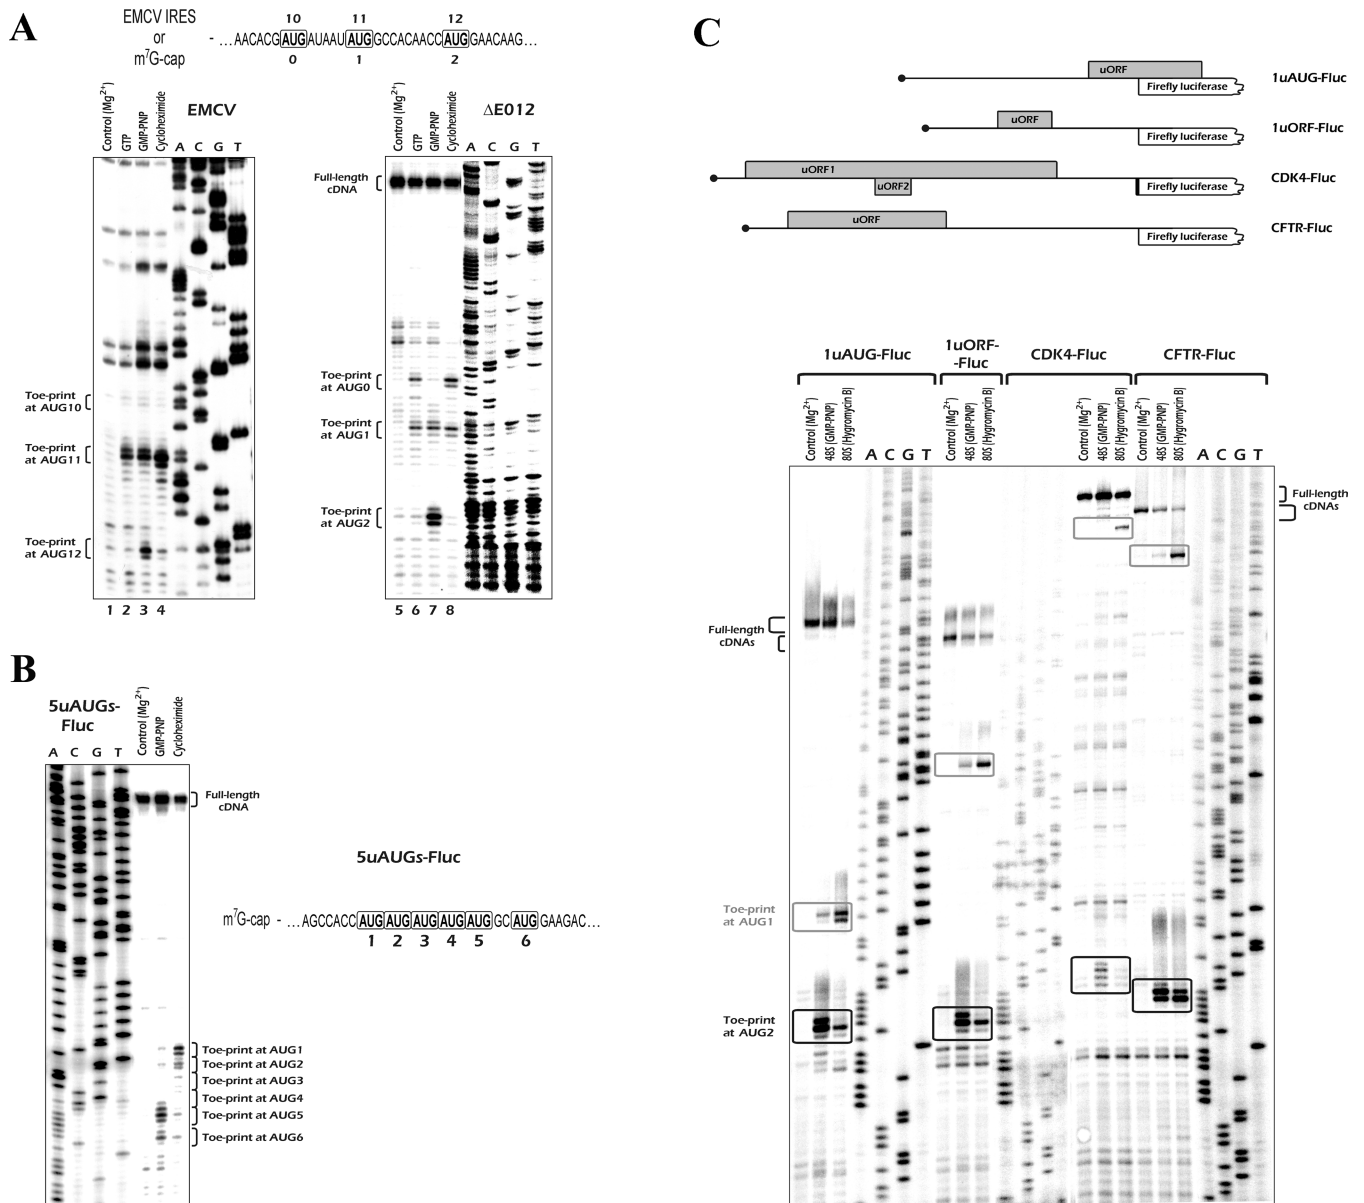 A
EMCV IRES
or
m⁷G-cap
-
10 11 12
…AACACGAUGAUAAUAUGGCCACAACCAUGGAACAAG…
0 1 2
Control (Mg²⁺)
GTP
GMP-PNP
Cycloheximide
EMCV
A C G T
Toe-print
at AUG10
Toe-print
at AUG11
Toe-print
at AUG12
1 2 3 4
Control (Mg²⁺)
GTP
GMP-PNP
Cycloheximide
ΔE012
A C G T
Full-length
cDNA
Toe-print
at AUG0
Toe-print
at AUG1
Toe-print
at AUG2
5 6 7 8
B
5uAUGs-
Fluc
A C G T
Control (Mg²⁺)
GMP-PNP
Cycloheximide
Full-length
cDNA
Toe-print at AUG1
Toe-print at AUG2
Toe-print at AUG3
Toe-print at AUG4
Toe-print at AUG5
Toe-print at AUG6
5uAUGs-Fluc
m⁷G-cap - …AGCCACCAUGAUGAUGAUGAUGGCAUGGAAGAC…
1 2 3 4 5 6
C
uORF
Firefly luciferase
1uAUG-Fluc
uORF
Firefly luciferase
1uORF-Fluc
uORF1
uORF2
Firefly luciferase
CDK4-Fluc
uORF
Firefly luciferase
CFTR-Fluc
1uAUG-Fluc
1uORF-
-Fluc
CDK4-Fluc
CFTR-Fluc
Control (Mg²⁺)
48S (GMP-PNP)
80S (Hygromycin B)
A C G T
Control (Mg²⁺)
48S (GMP-PNP)
80S (Hygromycin B)
Control (Mg²⁺)
48S (GMP-PNP)
80S (Hygromycin B)
Control (Mg²⁺)
48S (GMP-PNP)
80S (Hygromycin B)
A C G T
Full-length
cDNAs
Full-length
cDNAs
Toe-print
at AUG1
Toe-print
at AUG2